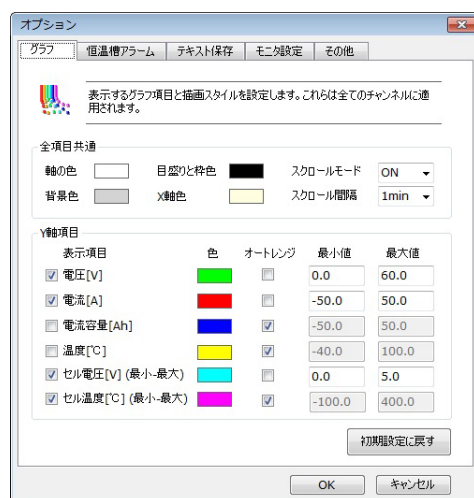 オプション
グラフ 恒温槽アラーム テキスト保存 モニタ設定 その他
表示するグラフ項目と描画スタイルを設定します。これらは全てのチャンネルに適
用されます。
全項目共通
軸の色 目盛りと枠色 スクロールモード ON
背景色 X軸色 スクロール間隔 1min
Y軸項目
表示項目 色 オートレンジ 最小値 最大値
電圧[V] 0.0 60.0
電流[A] -50.0 50.0
電流容量[Ah] -50.0 50.0
温度[℃] -40.0 100.0
セル電圧[V] (最小-最大) 0.0 5.0
セル温度[℃] (最小-最大) -100.0 400.0
初期設定に戻す
OK キャンセル